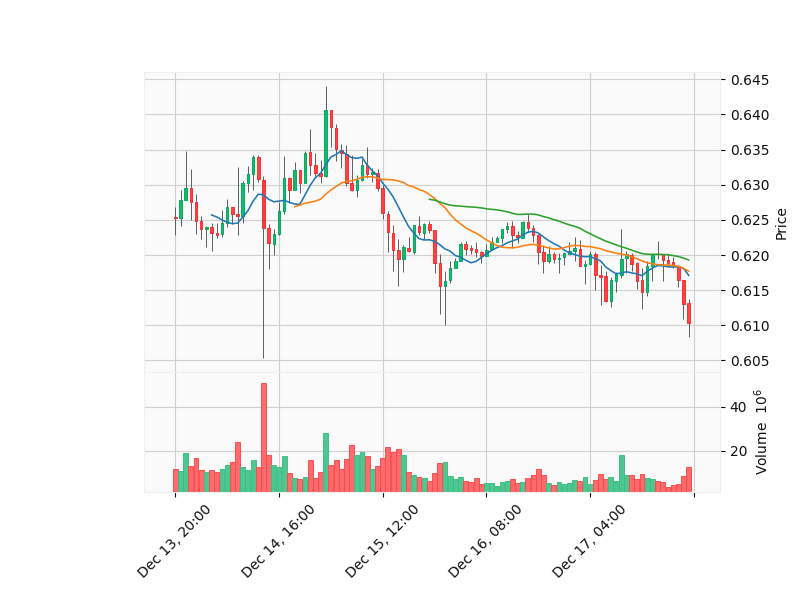 0.645
0.640
0.635
0.630
0.625
0.620
0.615
0.610
0.605
Price
40
20
Volume 10⁶
Dec 13, 20:00
Dec 14, 16:00
Dec 15, 12:00
Dec 16, 08:00
Dec 17, 04:00